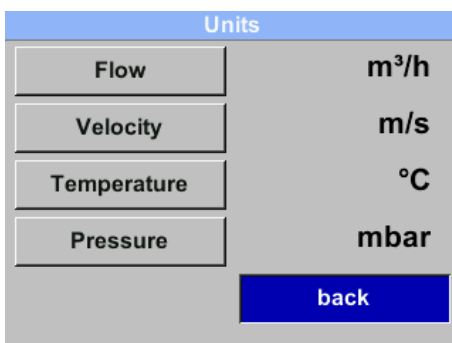 Units
Flow m³/h
Velocity m/s
Temperature °C
Pressure mbar
back